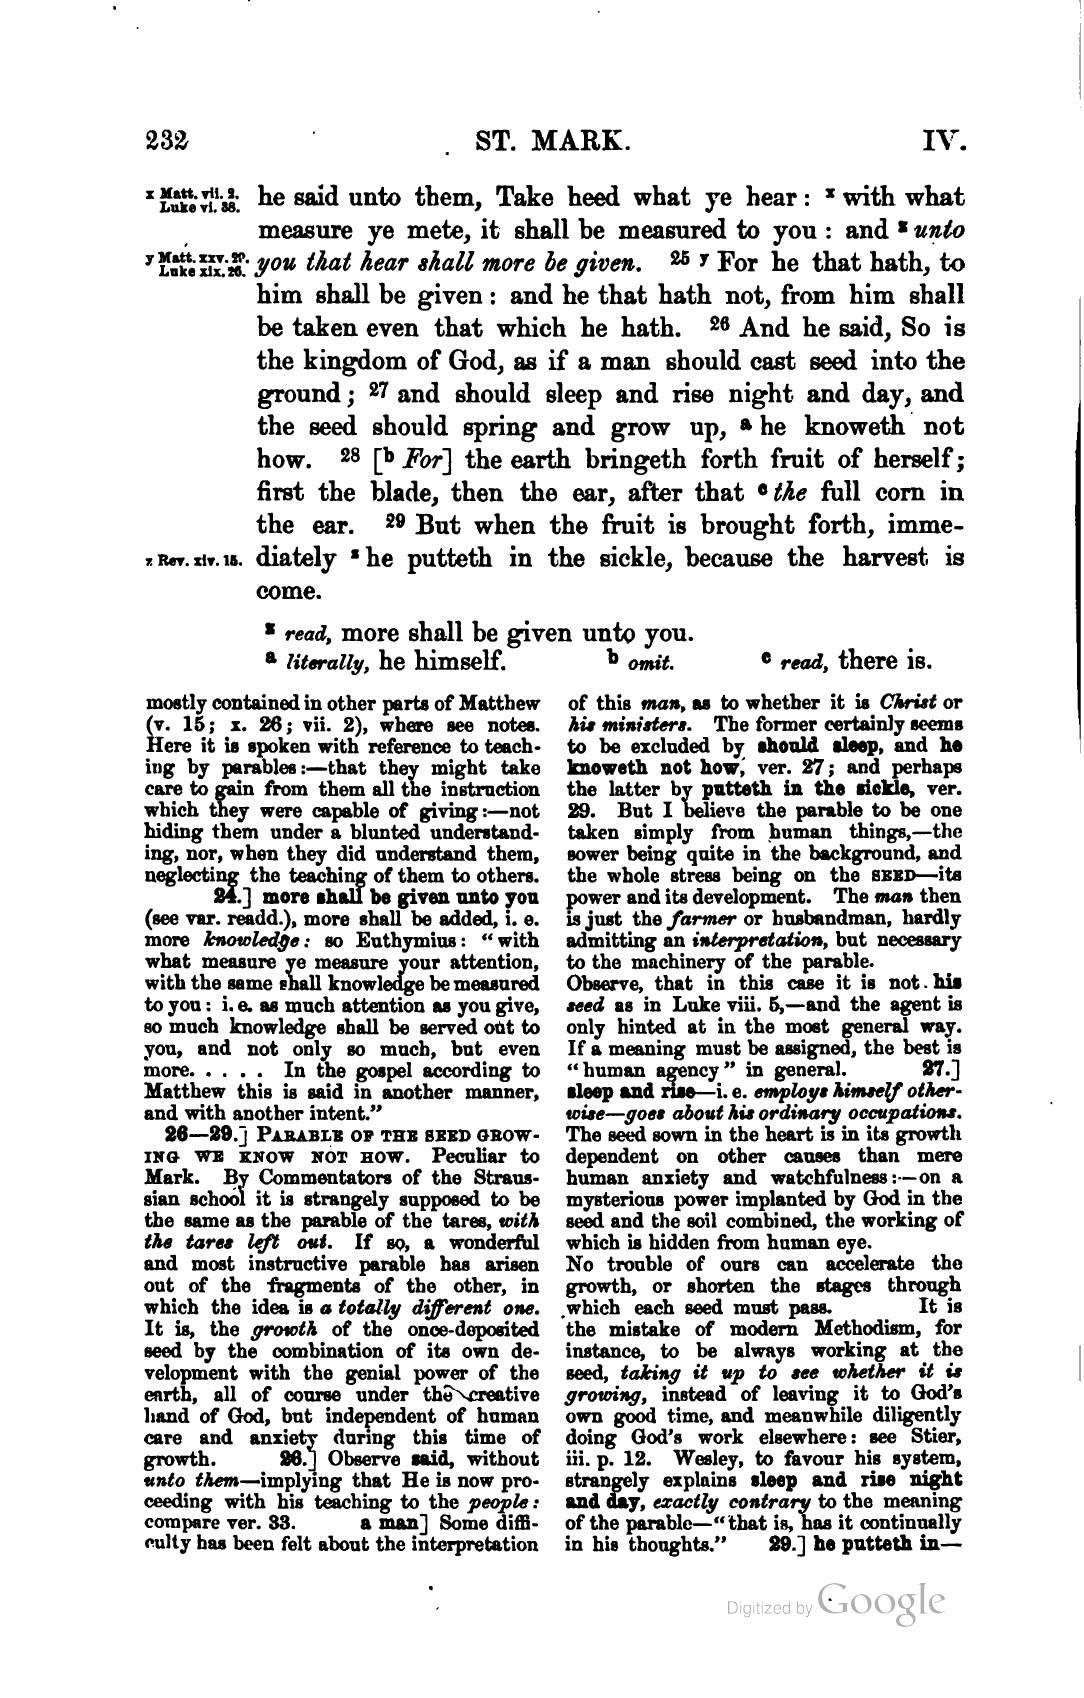 232 ST. MARK. IV.
x Matt. vii. 2. Luke vi. 38. he said unto them, Take heed what ye hear : x with what
measure ye mete, it shall be measured to you : and z unto
y Matt. xxv. 29. Luke xix. 26. you that hear shall more be given. 25 y For he that hath, to
him shall be given : and he that hath not, from him shall
be taken even that which he hath. 26 And he said, So is
the kingdom of God, as if a man should cast seed into the
ground ; 27 and should sleep and rise night and day, and
the seed should spring and grow up, a he knoweth not
how. 28 [b For] the earth bringeth forth fruit of herself;
first the blade, then the ear, after that c the full corn in
the ear. 29 But when the fruit is brought forth, imme-
z Rev. xiv. 15. diately z he putteth in the sickle, because the harvest is
come.
z read, more shall be given unto you.
a literally, he himself. b omit. c read, there is.
mostly contained in other parts of Matthew
(v. 15; x. 26; vii. 2), where see notes.
Here it is spoken with reference to teach-
ing by parables:—that they might take
care to gain from them all the instruction
which they were capable of giving:—not
hiding them under a blunted understand-
ing, nor, when they did understand them,
neglecting the teaching of them to others.
24.] more shall be given unto you
(see var. readd.), more shall be added, i. e.
more knowledge: so Euthymius: “with
what measure ye measure your attention,
with the same shall knowledge be measured
to you: i. e. as much attention as you give,
so much knowledge shall be served out to
you, and not only so much, but even
more. . . . . In the gospel according to
Matthew this is said in another manner,
and with another intent.”
26—29.] PARABLE OF THE SEED GROW-
ING WE KNOW NOT HOW. Peculiar to
Mark. By Commentators of the Straus-
sian school it is strangely supposed to be
the same as the parable of the tares, with
the tares left out. If so, a wonderful
and most instructive parable has arisen
out of the fragments of the other, in
which the idea is a totally different one.
It is, the growth of the once-deposited
seed by the combination of its own de-
velopment with the genial power of the
earth, all of course under the creative
hand of God, but independent of human
care and anxiety during this time of
growth. 26.] Observe said, without
unto them—implying that He is now pro-
ceeding with his teaching to the people:
compare ver. 33. a man] Some diffi-
culty has been felt about the interpretation
of this man, as to whether it is Christ or
his ministers. The former certainly seems
to be excluded by should sleep, and he
knoweth not how, ver. 27; and perhaps
the latter by putteth in the sickle, ver.
29. But I believe the parable to be one
taken simply from human things,—the
sower being quite in the background, and
the whole stress being on the SEED—its
power and its development. The man then
is just the farmer or husbandman, hardly
admitting an interpretation, but necessary
to the machinery of the parable.
Observe, that in this case it is not his
seed as in Luke viii. 5,—and the agent is
only hinted at in the most general way.
If a meaning must be assigned, the best is
“human agency” in general. 27.]
sleep and rise—i. e. employs himself other-
wise—goes about his ordinary occupations.
The seed sown in the heart is in its growth
dependent on other causes than mere
human anxiety and watchfulness:—on a
mysterious power implanted by God in the
seed and the soil combined, the working of
which is hidden from human eye.
No trouble of ours can accelerate the
growth, or shorten the stages through
which each seed must pass. It is
the mistake of modern Methodism, for
instance, to be always working at the
seed, taking it up to see whether it is
growing, instead of leaving it to God's
own good time, and meanwhile diligently
doing God's work elsewhere: see Stier,
iii. p. 12. Wesley, to favour his system,
strangely explains sleep and rise night
and day, exactly contrary to the meaning
of the parable—“that is, has it continually
in his thoughts.” 29.] he putteth in—
Digitized by Google